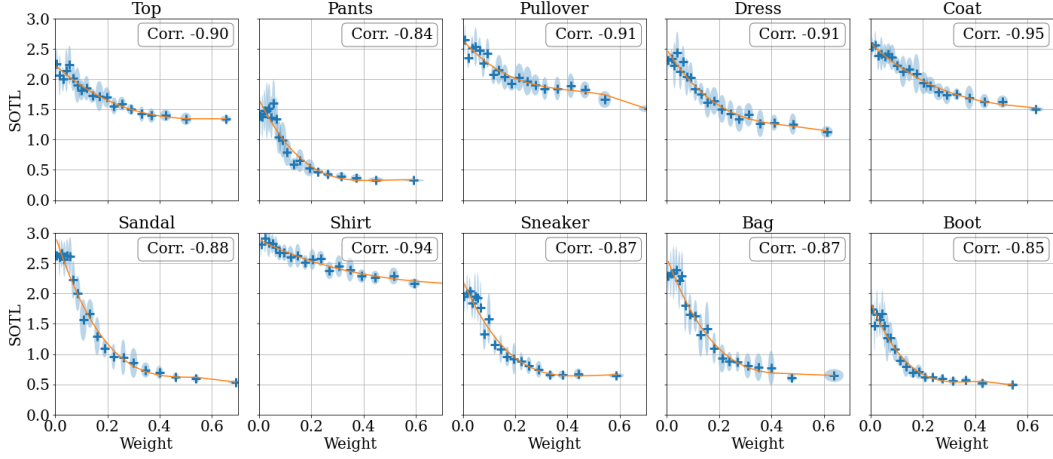 Top Pants Pullover Dress Coat
3.0 Corr. -0.90 Corr. -0.84 Corr. -0.91 Corr. -0.91 Corr. -0.95
2.5
2.0
SOTL
1.5
1.0
0.5
0.0
Sandal Shirt Sneaker Bag Boot
3.0
Corr. -0.88 Corr. -0.94 Corr. -0.87 Corr. -0.87 Corr. -0.85
2.5
2.0
SOTL
1.5
1.0
0.5
0.0
0.0 0.2 0.4 0.6 0.0 0.2 0.4 0.6 0.0 0.2 0.4 0.6 0.0 0.2 0.4 0.6 0.0 0.2 0.4 0.6
Weight Weight Weight Weight Weight